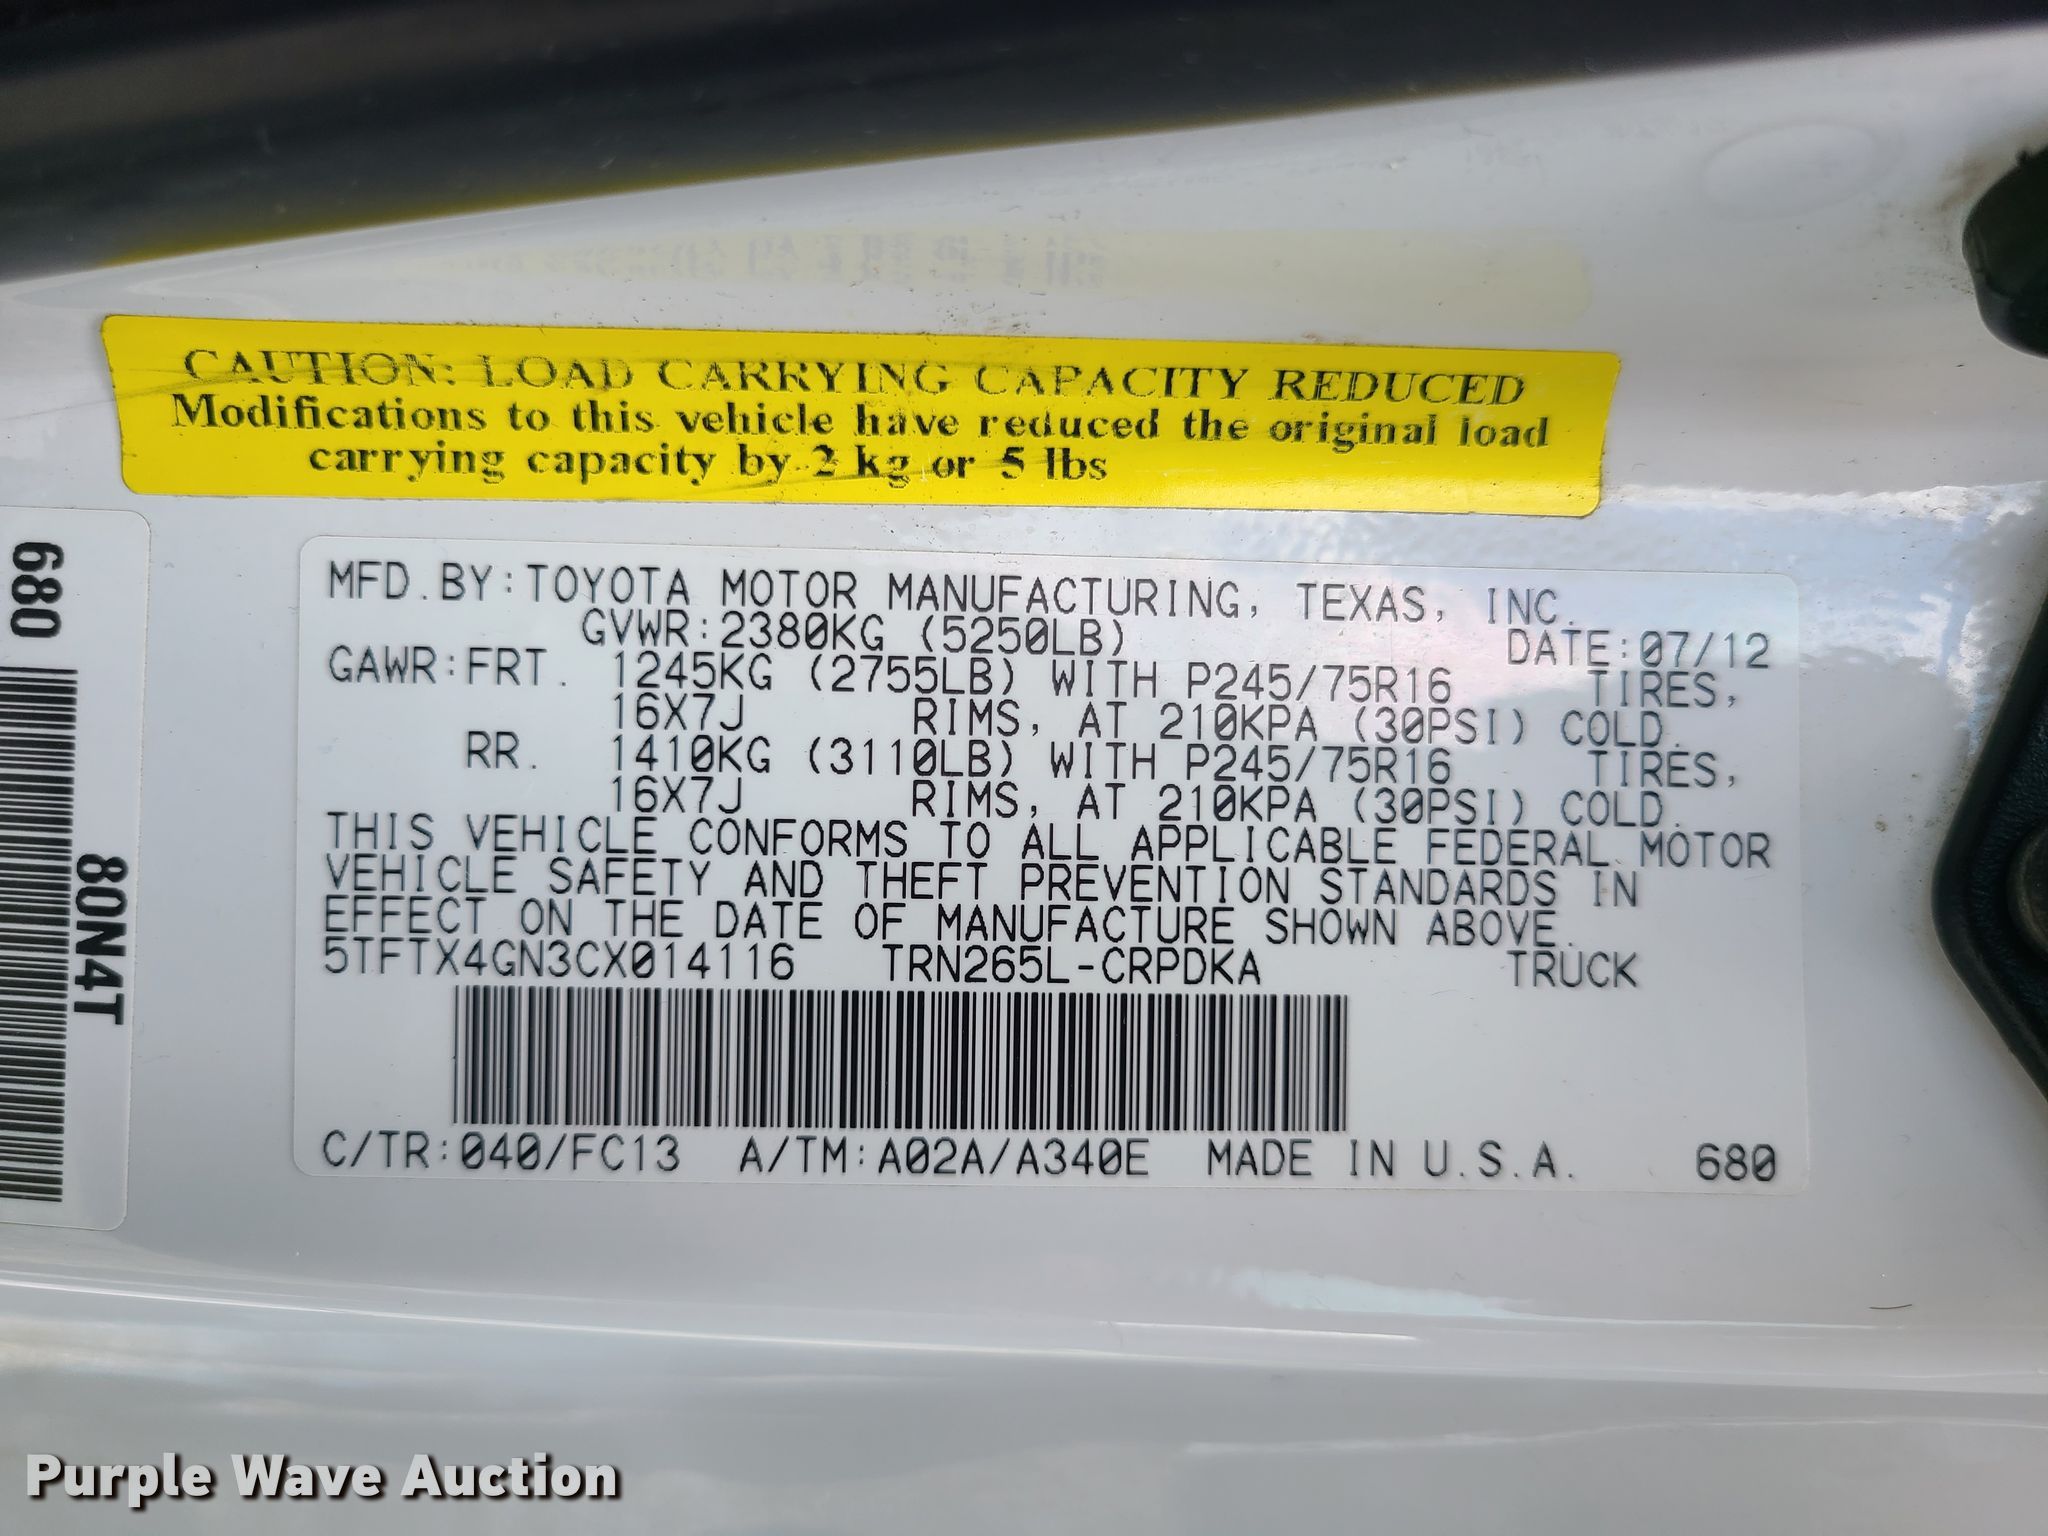 CAUTION: LOAD CARRYING CAPACITY REDUCED
Modifications to this vehicle have reduced the original load
carrying capacity by 2 kg or 5 lbs
680
80N4T
MFD.BY:TOYOTA MOTOR MANUFACTURING, TEXAS, INC.
GVWR:2380KG (5250LB) DATE:07/12
GAWR:FRT. 1245KG (2755LB) WITH P245/75R16 TIRES,
16X7J RIMS, AT 210KPA (30PSI) COLD.
RR. 1410KG (3110LB) WITH P245/75R16 TIRES,
16X7J RIMS, AT 210KPA (30PSI) COLD.
THIS VEHICLE CONFORMS TO ALL APPLICABLE FEDERAL MOTOR
VEHICLE SAFETY AND THEFT PREVENTION STANDARDS IN
EFFECT ON THE DATE OF MANUFACTURE SHOWN ABOVE.
5TFTX4GN3CX014116 TRN265L-CRPDKA TRUCK
C/TR:040/FC13 A/TM:A02A/A340E MADE IN U.S.A. 680
Purple Wave Auction